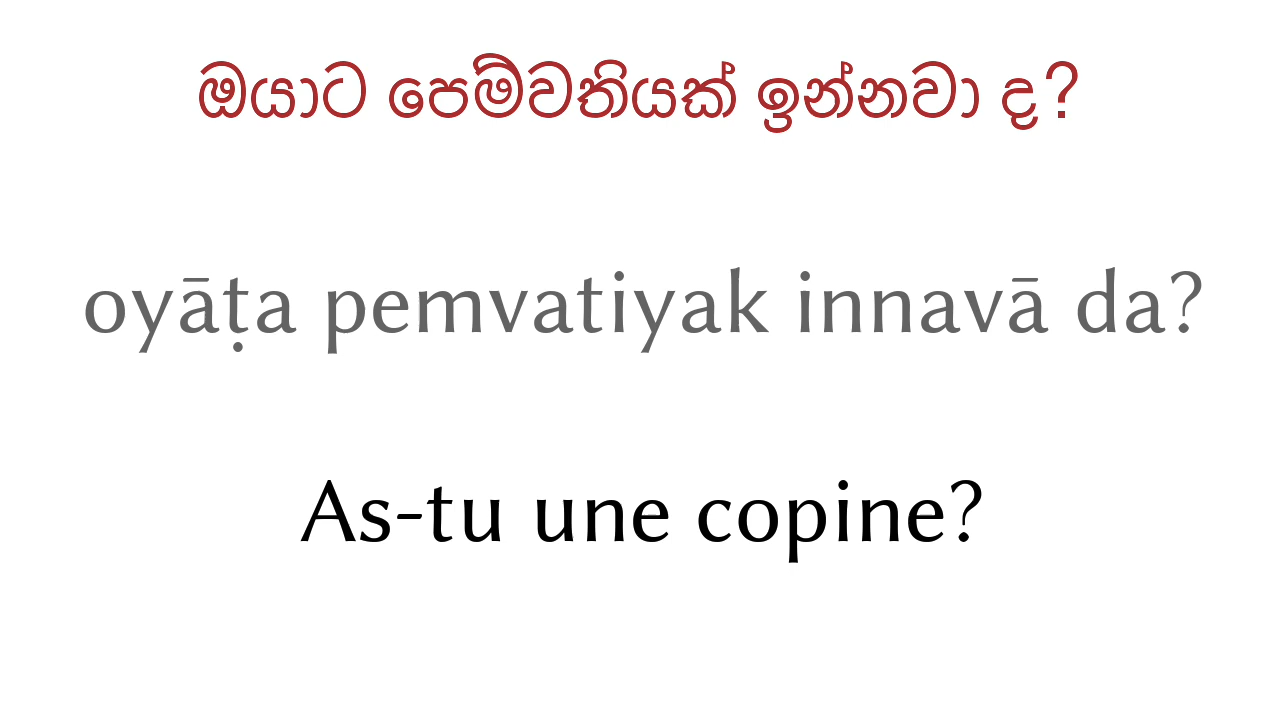 ඔයාට පෙම්වතියක් ඉන්නවා ද?
oyāṭa pemvatiyak innavā da?
As-tu une copine?